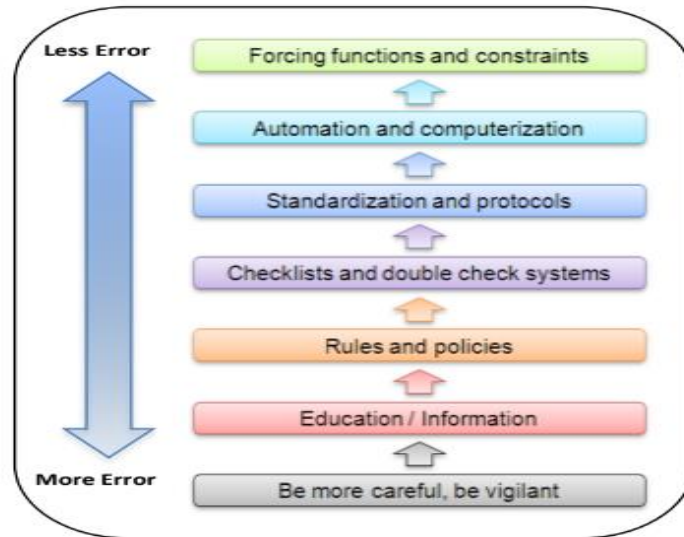 Less Error
Forcing functions and constraints
Automation and computerization
Standardization and protocols
Checklists and double check systems
Rules and policies
Education / Information
More Error
Be more careful, be vigilant